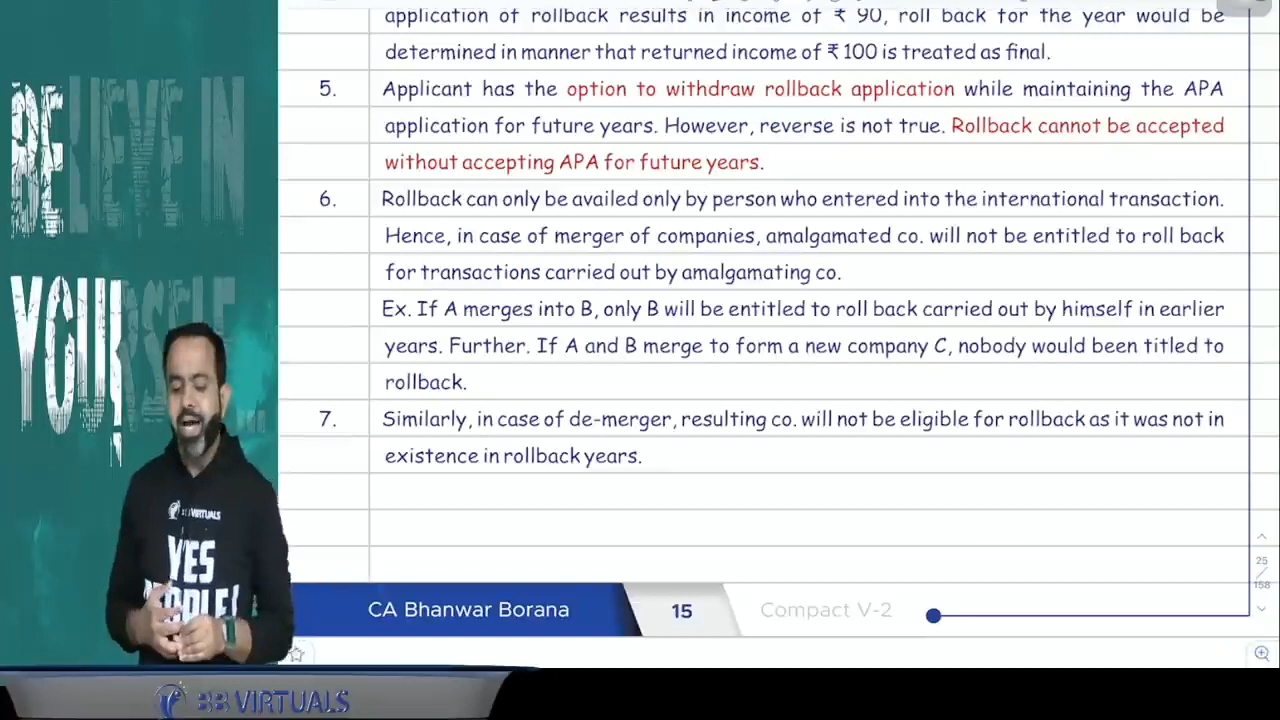 application of rollback results in income of ₹ 90, roll back for the year would be
determined in manner that returned income of ₹ 100 is treated as final.
5. Applicant has the option to withdraw rollback application while maintaining the APA
application for future years. However, reverse is not true. Rollback cannot be accepted
without accepting APA for future years.
6. Rollback can only be availed only by person who entered into the international transaction.
Hence, in case of merger of companies, amalgamated co. will not be entitled to roll back
for transactions carried out by amalgamating co.
Ex. If A merges into B, only B will be entitled to roll back carried out by himself in earlier
years. Further. If A and B merge to form a new company C, nobody would been titled to
rollback.
7. Similarly, in case of de-merger, resulting co. will not be eligible for rollback as it was not in
existence in rollback years.
CA Bhanwar Borana 15 Compact V-2
25
/
158
BELIEVE IN
YOURSELF
VIRTUALS
YES
PEOPLE!
BB VIRTUALS